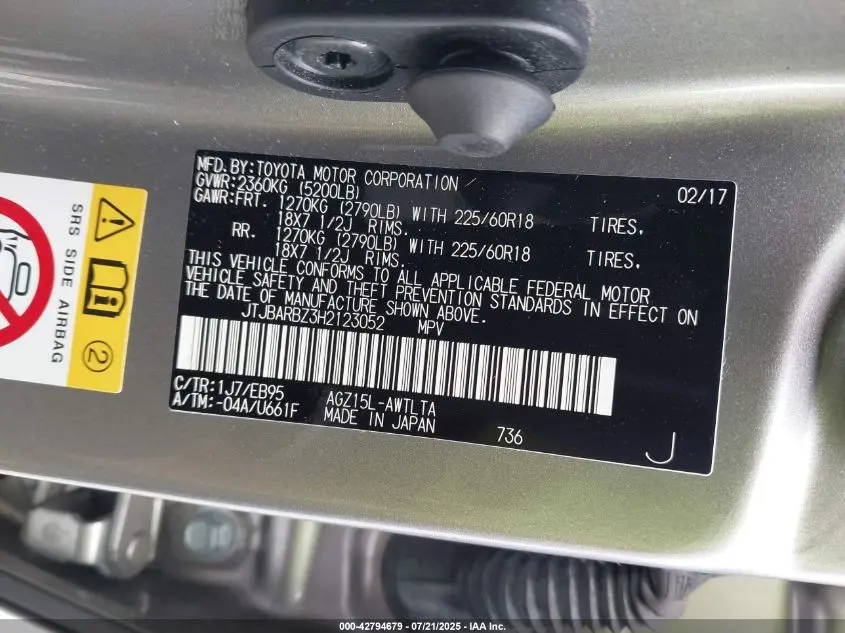 MFD.BY:TOYOTA MOTOR CORPORATION 02/17
GVWR:2360KG (5200LB)
GAWR:FRT. 1270KG (2790LB) WITH 225/60R18 TIRES,
18X7 1/2J RIMS.
RR. 1270KG (2790LB) WITH 225/60R18 TIRES,
18X7 1/2J RIMS.
THIS VEHICLE CONFORMS TO ALL APPLICABLE FEDERAL MOTOR
VEHICLE SAFETY AND THEFT PREVENTION STANDARDS IN EFFECT ON
THE DATE OF MANUFACTURE SHOWN ABOVE.
JTJBARBZ3H2123052 MPV
C/TR:1J7/EB95 AGZ15L-AWTLTA
A/TM:-04A/U661F MADE IN JAPAN 736
J
SRS SIDE AIRBAG
2
000-42794679 / 07/21/2025 - IAA Inc.